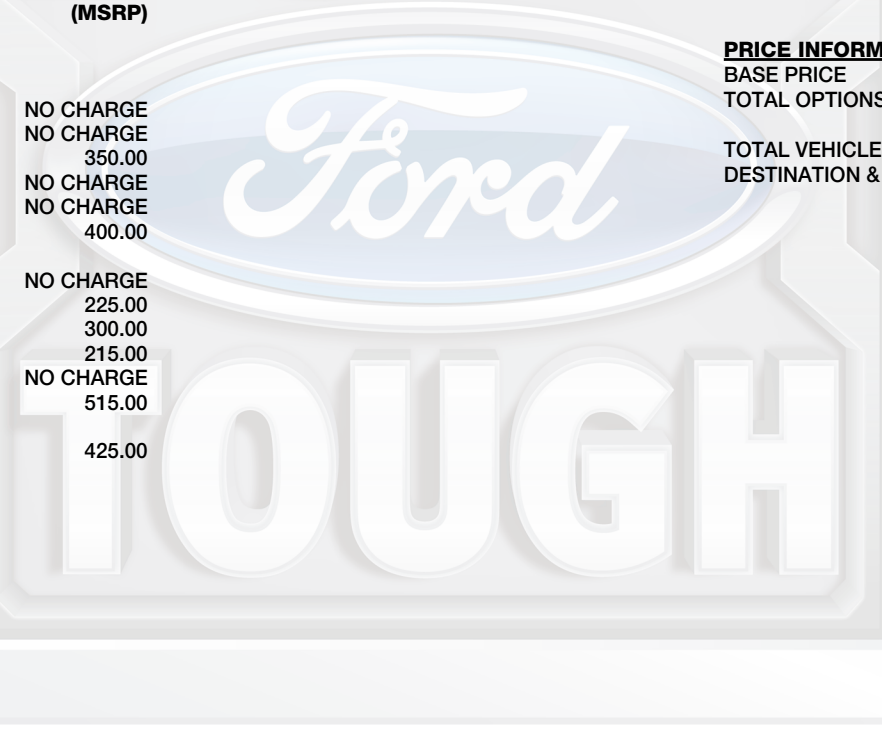 (MSRP)
NO CHARGE
NO CHARGE
350.00
NO CHARGE
NO CHARGE
400.00
NO CHARGE
225.00
300.00
215.00
NO CHARGE
515.00
425.00
PRICE INFORM
BASE PRICE
TOTAL OPTIONS
TOTAL VEHICLE
DESTINATION &
Ford
TOUGH